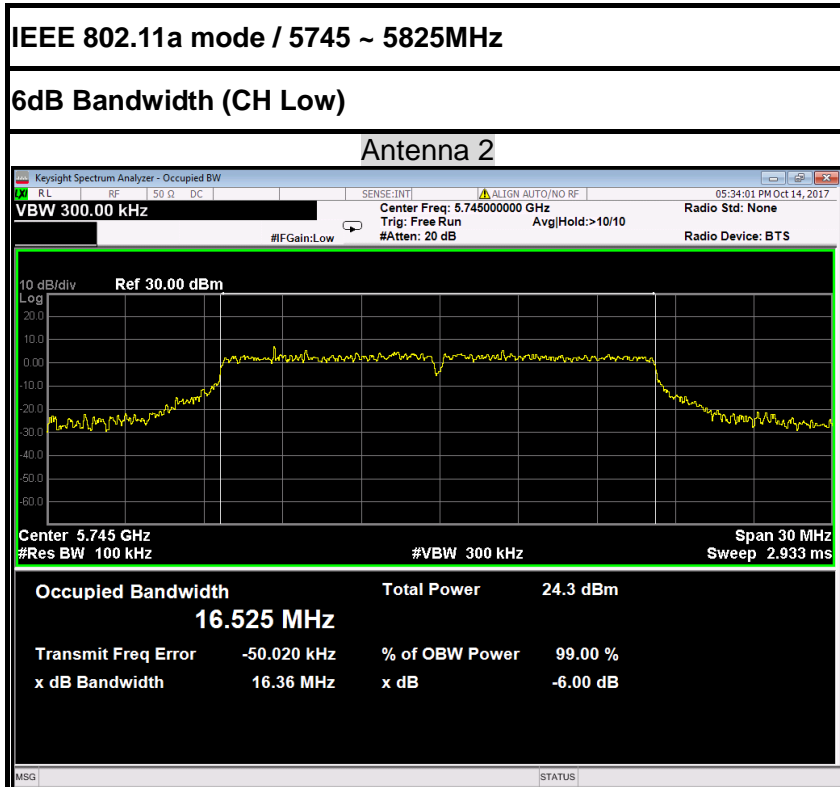 IEEE 802.11a mode / 5745 ~ 5825MHz
6dB Bandwidth (CH Low)
Antenna 2
Keysight Spectrum Analyzer - Occupied BW
LXI RL RF 50 Ω DC SENSE:INT ALIGN AUTO/NO RF 05:34:01 PM Oct 14, 2017
VBW 300.00 kHz Center Freq: 5.745000000 GHz Radio Std: None
Trig: Free Run Avg|Hold:>10/10
#IFGain:Low #Atten: 20 dB Radio Device: BTS
10 dB/div Ref 30.00 dBm
Log
20.0
10.0
0.00
-10.0
-20.0
-30.0
-40.0
-50.0
-60.0
Center 5.745 GHz Span 30 MHz
#Res BW 100 kHz #VBW 300 kHz Sweep 2.933 ms
Occupied Bandwidth Total Power 24.3 dBm
16.525 MHz
Transmit Freq Error -50.020 kHz % of OBW Power 99.00 %
x dB Bandwidth 16.36 MHz x dB -6.00 dB
MSG STATUS